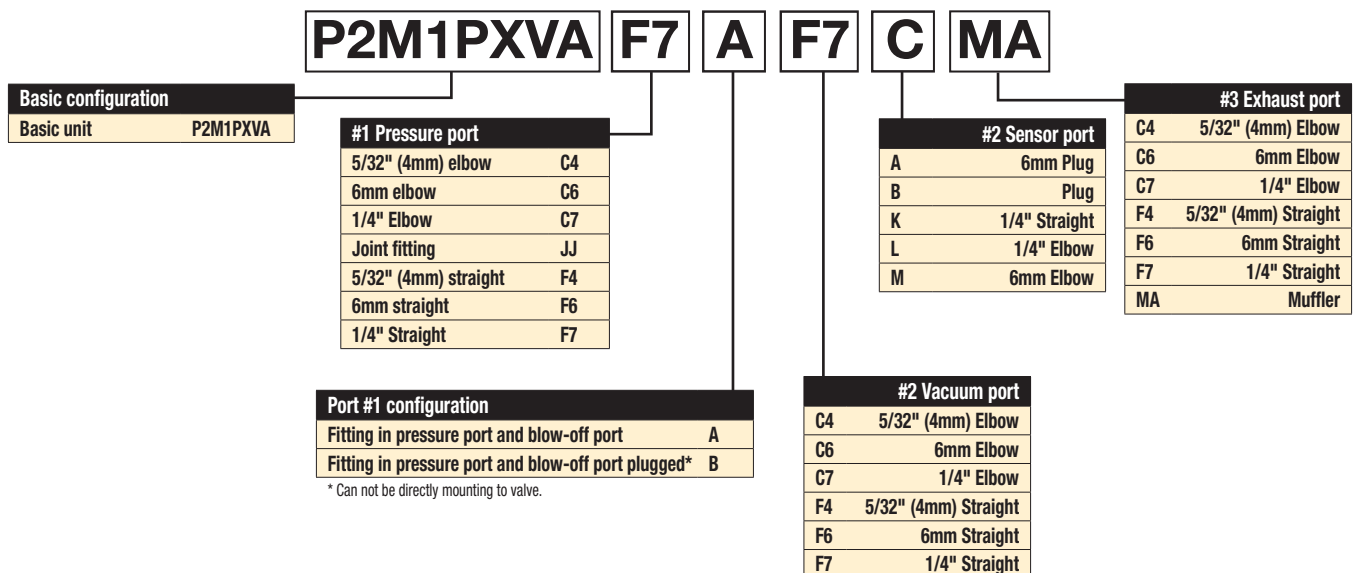 P2M1PXVA F7 A F7 C MA
Basic configuration
Basic unit P2M1PXVA
#1 Pressure port
5/32" (4mm) elbow C4
6mm elbow C6
1/4" Elbow C7
Joint fitting JJ
5/32" (4mm) straight F4
6mm straight F6
1/4" Straight F7
Port #1 configuration
Fitting in pressure port and blow-off port A
Fitting in pressure port and blow-off port plugged* B
* Can not be directly mounting to valve.
#2 Vacuum port
C4 5/32" (4mm) Elbow
C6 6mm Elbow
C7 1/4" Elbow
F4 5/32" (4mm) Straight
F6 6mm Straight
F7 1/4" Straight
#2 Sensor port
A 6mm Plug
B Plug
K 1/4" Straight
L 1/4" Elbow
M 6mm Elbow
#3 Exhaust port
C4 5/32" (4mm) Elbow
C6 6mm Elbow
C7 1/4" Elbow
F4 5/32" (4mm) Straight
F6 6mm Straight
F7 1/4" Straight
MA Muffler